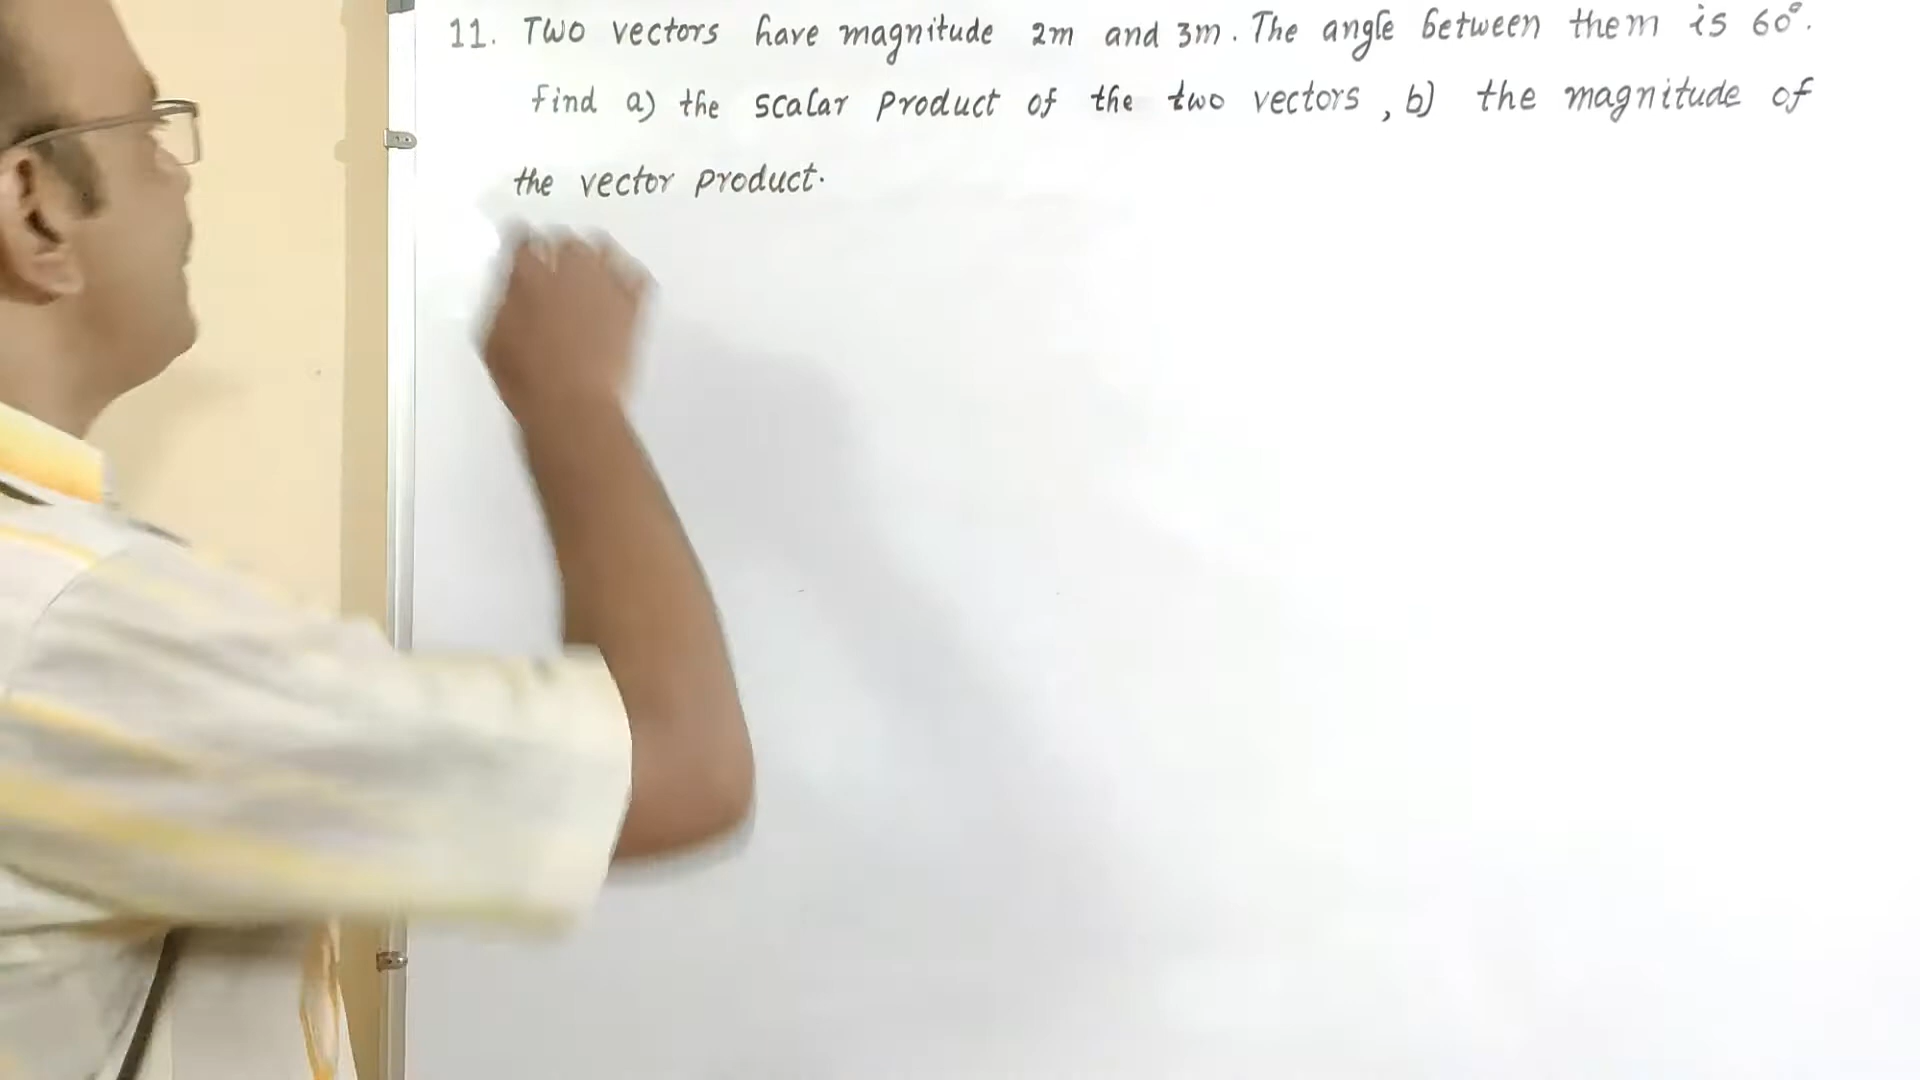 11. Two vectors have magnitude 2m and 3m. The angle between them is 60°.
Find a) the scalar product of the two vectors, b) the magnitude of
the vector product.